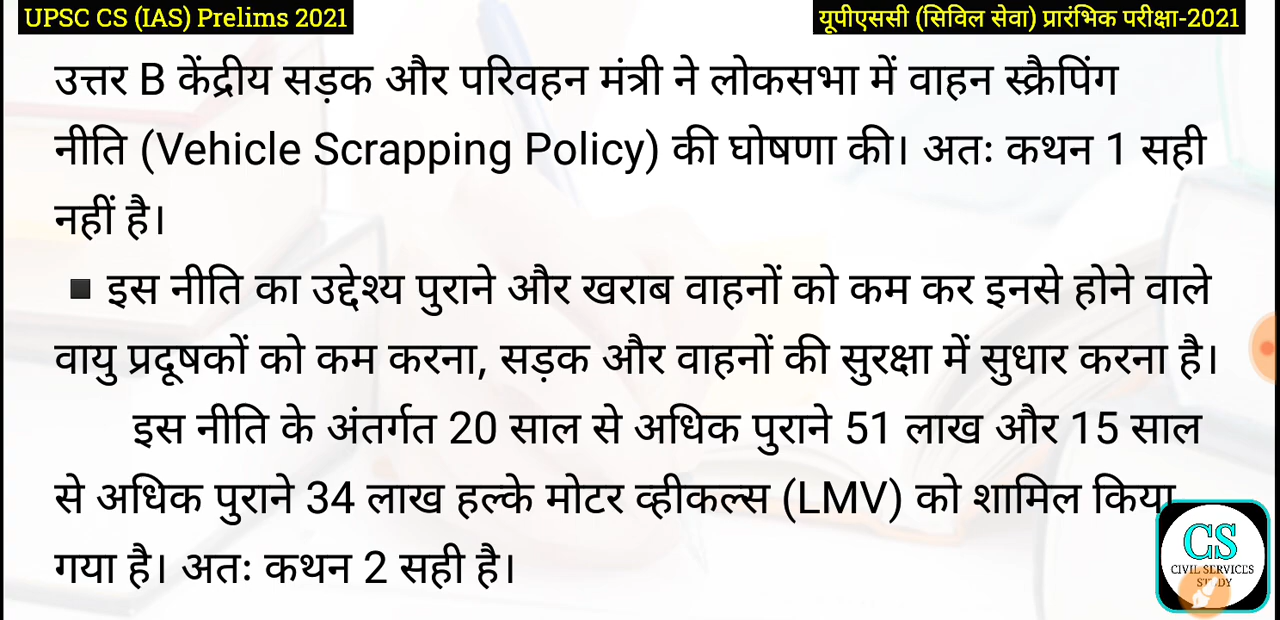 UPSC CS (IAS) Prelims 2021
यूपीएससी (सिविल सेवा) प्रारंभिक परीक्षा-2021
उत्तर B केंद्रीय सड़क और परिवहन मंत्री ने लोकसभा में वाहन स्क्रैपिंग
नीति (Vehicle Scrapping Policy) की घोषणा की। अतः कथन 1 सही
नहीं है।
▪ इस नीति का उद्देश्य पुराने और खराब वाहनों को कम कर इनसे होने वाले
वायु प्रदूषकों को कम करना, सड़क और वाहनों की सुरक्षा में सुधार करना है।
इस नीति के अंतर्गत 20 साल से अधिक पुराने 51 लाख और 15 साल
से अधिक पुराने 34 लाख हल्के मोटर व्हीकल्स (LMV) को शामिल किया
गया है। अतः कथन 2 सही है।
CS
CIVIL SERVICES
STUDY